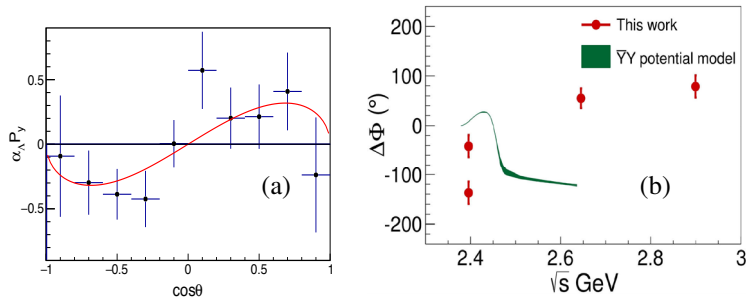 0.5
0
−0.5
−1
−0.5
0
0.5
1
cosθ
α_Λ P_y
(a)
200
100
0
-100
-200
2.4
2.6
2.8
3
√s GeV
ΔΦ (°)
This work
ȲY potential model
(b)